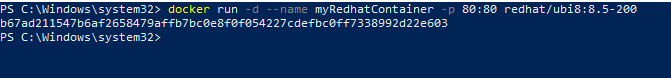 PS C:\Windows\system32> docker run -d --name myRedhatContainer -p 80:80 redhat/ubi8:8.5-200
b67ad211547b6af2658479affb7bc0e8f0f054227cdefbc0ff7338992d22e603
PS C:\Windows\system32>